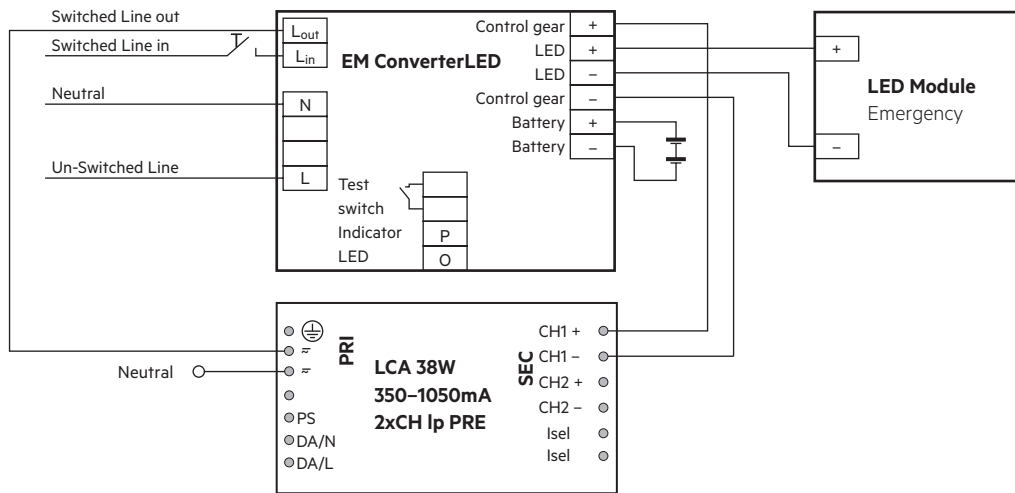 Switched Line out
Switched Line in
Neutral
Un-Switched Line
Lout
Lin
N
L
EM ConverterLED
Control gear +
LED +
LED –
Control gear –
Battery +
Battery –
Test
switch
Indicator P
LED O
+
–
LED Module
Emergency
Neutral
PRI
≂
≂
PS
DA/N
DA/L
LCA 38W
350–1050mA
2xCH lp PRE
SEC
CH1 +
CH1 –
CH2 +
CH2 –
Isel
Isel